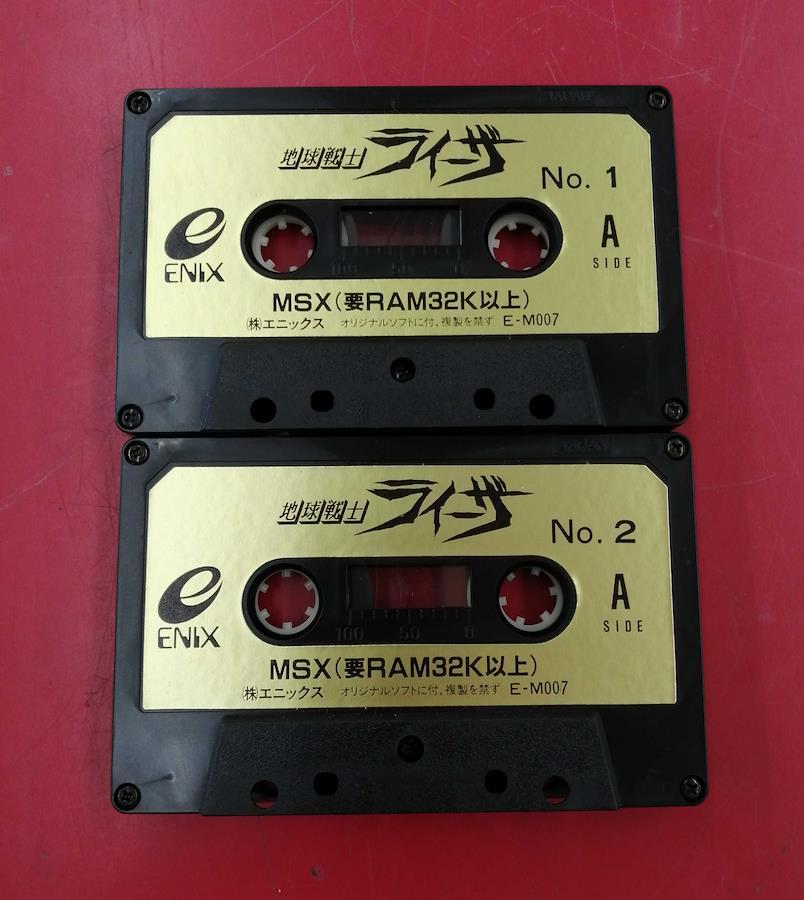 地球戦士ライーザ
No. 1
A
SIDE
ENIX
100 50 0
MSX(要RAM32K以上)
㈱エニックス オリジナルソフトに付、複製を禁ず E-M007
地球戦士ライーザ
No. 2
A
SIDE
ENIX
100 50 0
MSX(要RAM32K以上)
㈱エニックス オリジナルソフトに付、複製を禁ず E-M007